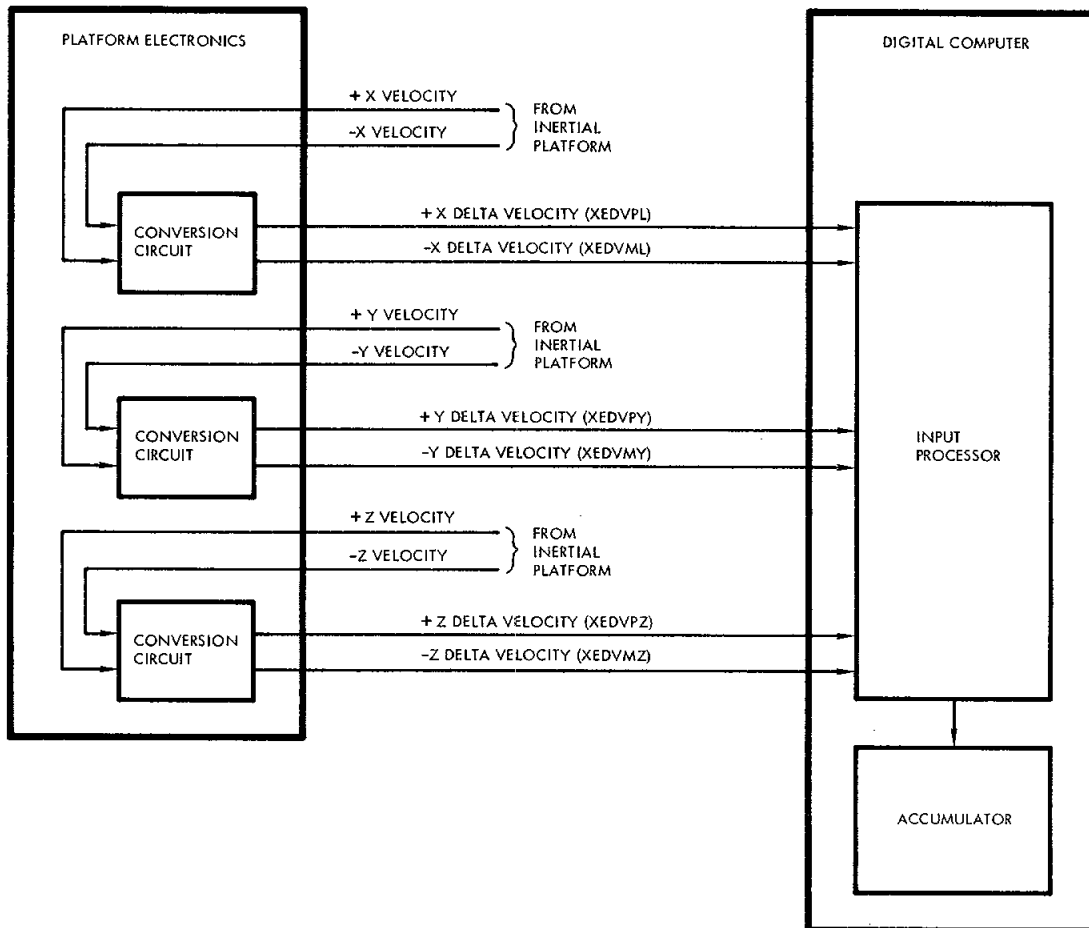 PLATFORM ELECTRONICS
DIGITAL COMPUTER
+ X VELOCITY
-X VELOCITY
FROM
INERTIAL
PLATFORM
CONVERSION
CIRCUIT
+ X DELTA VELOCITY (XEDVPL)
-X DELTA VELOCITY (XEDVML)
+ Y VELOCITY
-Y VELOCITY
FROM
INERTIAL
PLATFORM
CONVERSION
CIRCUIT
+ Y DELTA VELOCITY (XEDVPY)
-Y DELTA VELOCITY (XEDVMY)
INPUT
PROCESSOR
+ Z VELOCITY
-Z VELOCITY
FROM
INERTIAL
PLATFORM
CONVERSION
CIRCUIT
+ Z DELTA VELOCITY (XEDVPZ)
-Z DELTA VELOCITY (XEDVMZ)
ACCUMULATOR